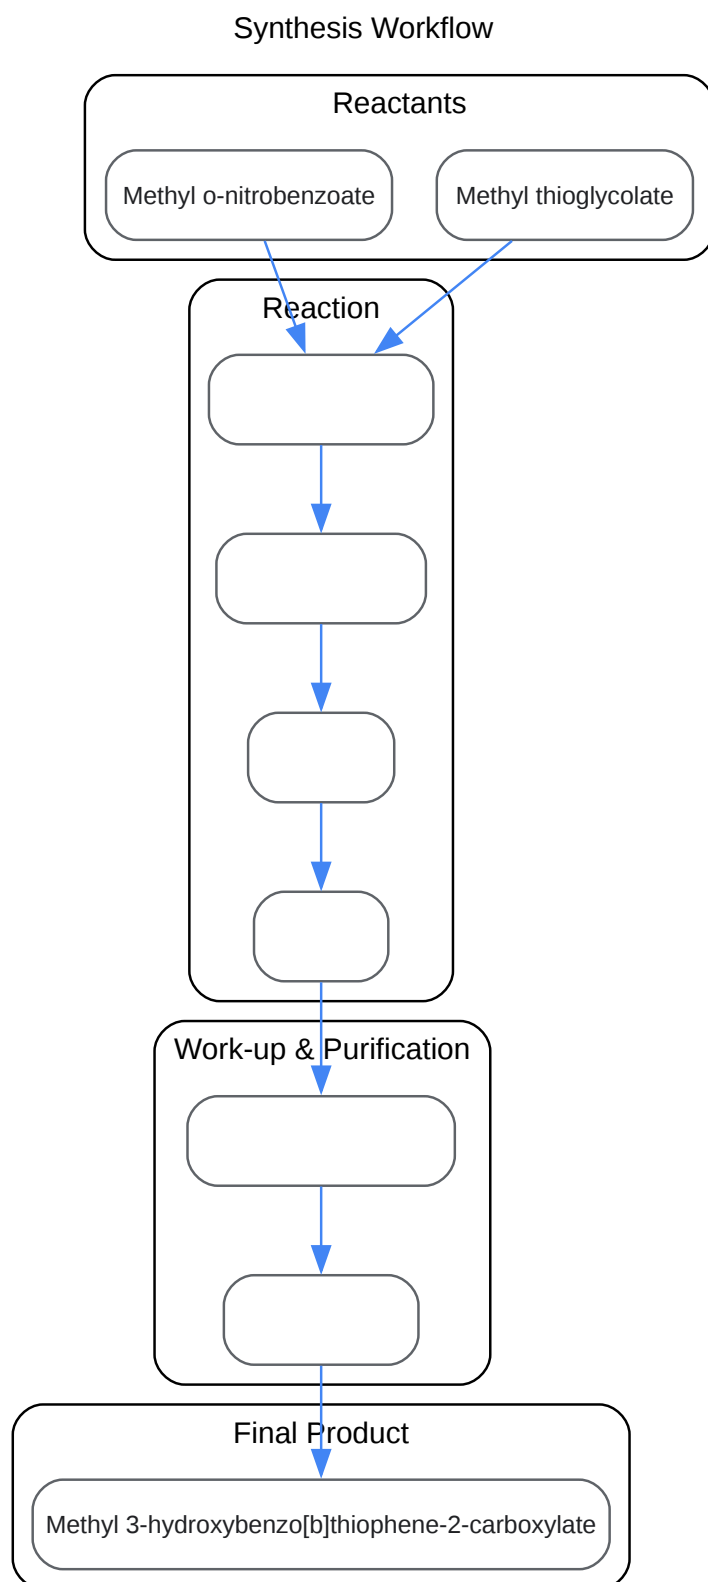 Synthesis Workflow
Reactants
Methyl o-nitrobenzoate
Methyl thioglycolate
Reaction
Work-up & Purification
Final Product
Methyl 3-hydroxybenzo[b]thiophene-2-carboxylate